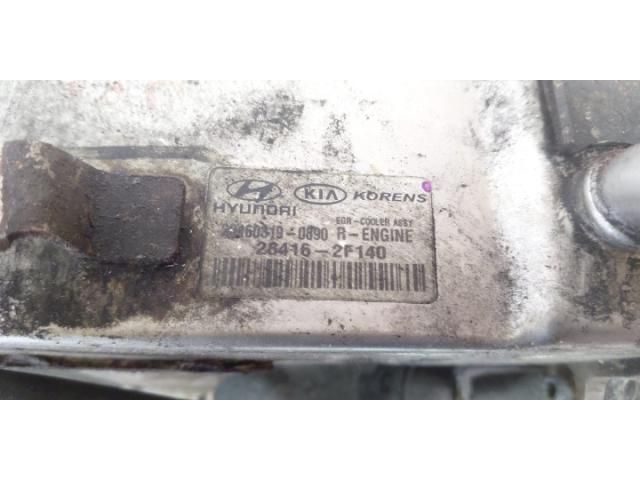 KIA KORENS
HYUNDAI
EGR-COOLER ASSY
R-ENGINE
28416-2F140